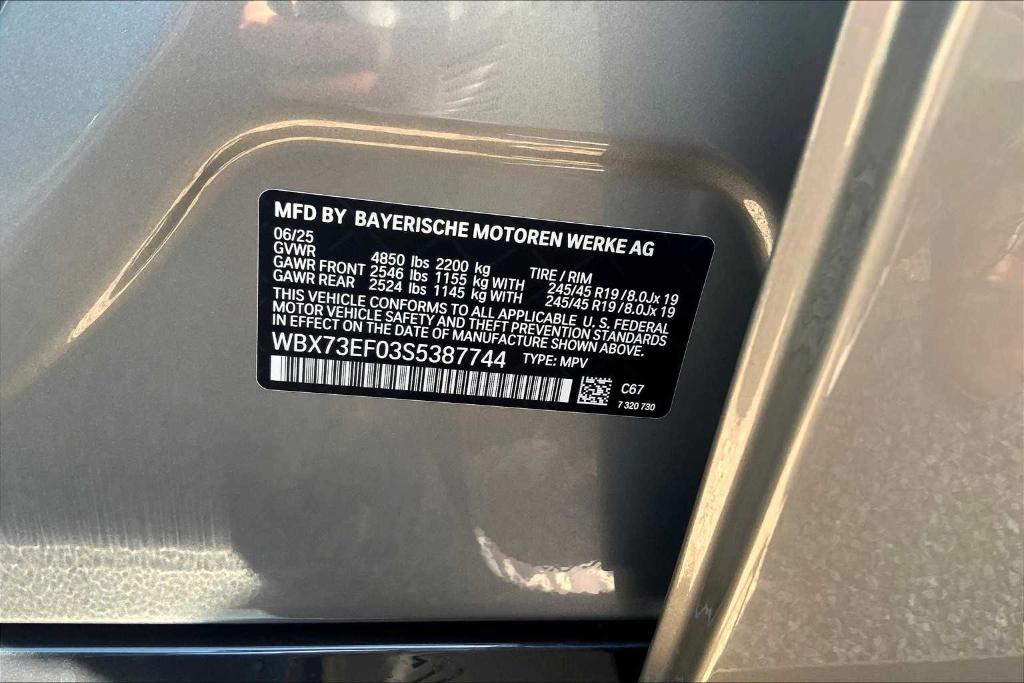 MFD BY BAYERISCHE MOTOREN WERKE AG
06/25
GVWR 4850 lbs 2200 kg TIRE / RIM
GAWR FRONT 2546 lbs 1155 kg WITH 245/45 R19/8.0Jx 19
GAWR REAR 2524 lbs 1145 kg WITH 245/45 R19/8.0Jx 19
THIS VEHICLE CONFORMS TO ALL APPLICABLE U. S. FEDERAL
MOTOR VEHICLE SAFETY AND THEFT PREVENTION STANDARDS
IN EFFECT ON THE DATE OF MANUFACTURE SHOWN ABOVE.
WBX73EF03S5387744 TYPE: MPV
C67
7 320 730